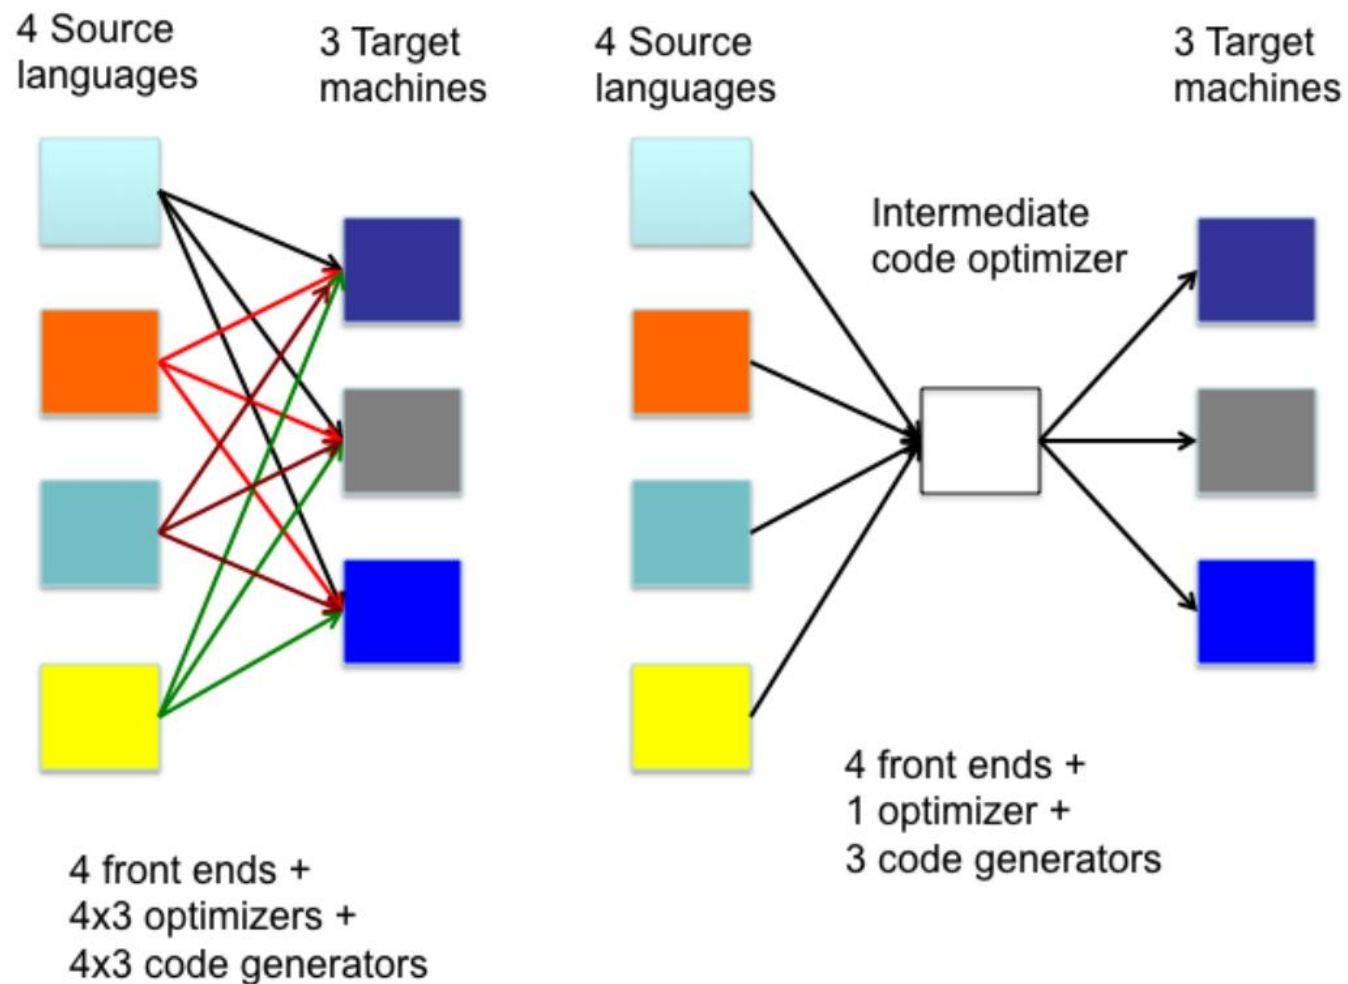 4 Source
languages
3 Target
machines
4 Source
languages
3 Target
machines
Intermediate
code optimizer
4 front ends +
4x3 optimizers +
4x3 code generators
4 front ends +
1 optimizer +
3 code generators